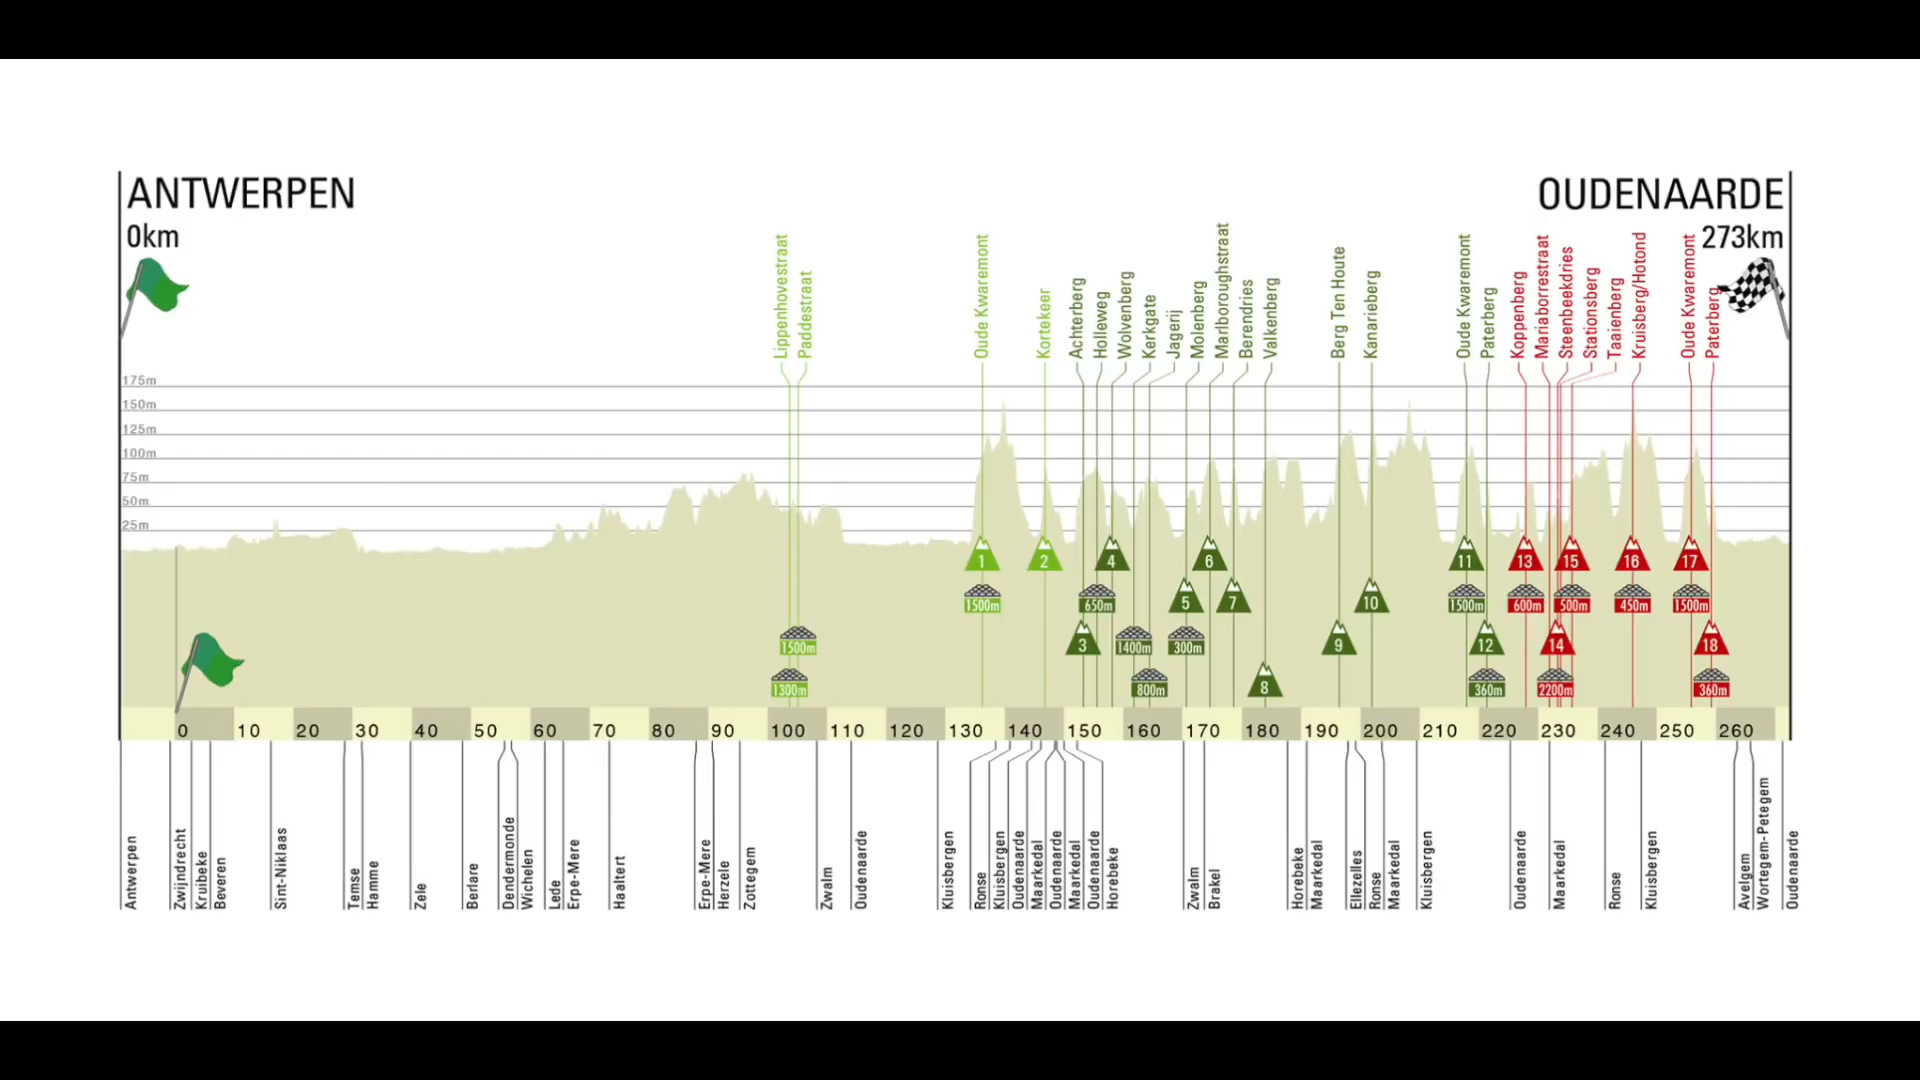 ANTWERPEN
0km
OUDENAARDE
273km
Lippenhovestraat
Paddestraat
Oude Kwaremont
Kortekeer
Achterberg
Holleweg
Wolvenberg
Kerkgate
Jagerij
Molenberg
Marlboroughstraat
Berendries
Valkenberg
Berg Ten Houte
Kanarieberg
Oude Kwaremont
Paterberg
Koppenberg
Mariaborrestraat
Steenbeekdries
Stationsberg
Taaienberg
Kruisberg/Hotond
Oude Kwaremont
Paterberg
175m
150m
125m
100m
75m
50m
25m
1 2 4 6 11 13 15 16 17
5 7 10
1500m 650m 1500m 600m 500m 450m 1500m
3 9 12 14 18
1500m 1400m 300m
8
1300m 800m 360m 2200m 360m
0 10 20 30 40 50 60 70 80 90 100 110 120 130 140 150 160 170 180 190 200 210 220 230 240 250 260
Antwerpen
Zwijndrecht
Kruibeke
Beveren
Sint-Niklaas
Temse
Hamme
Zele
Berlare
Dendermonde
Wichelen
Lede
Erpe-Mere
Haaltert
Erpe-Mere
Herzele
Zottegem
Zwalm
Oudenaarde
Kluisbergen
Ronse
Kluisbergen
Oudenaarde
Maarkedal
Oudenaarde
Maarkedal
Oudenaarde
Horebeke
Zwalm
Brakel
Horebeke
Maarkedal
Ellezelles
Ronse
Maarkedal
Kluisbergen
Oudenaarde
Maarkedal
Ronse
Kluisbergen
Avelgem
Wortegem-Petegem
Oudenaarde